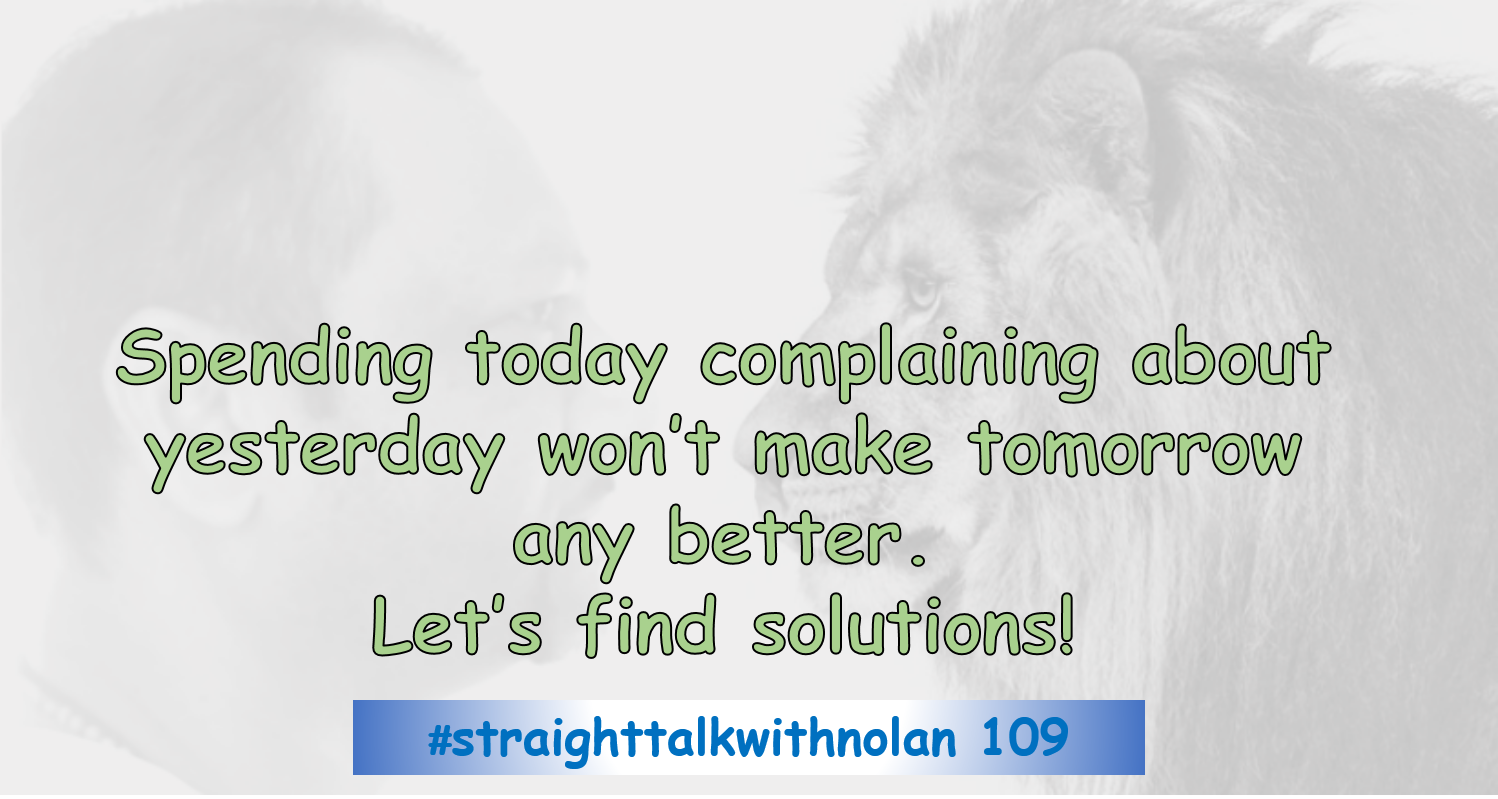 Spending today complaining about
yesterday won't make tomorrow
any better.
Let's find solutions!
#straighttalkwithnolan 109